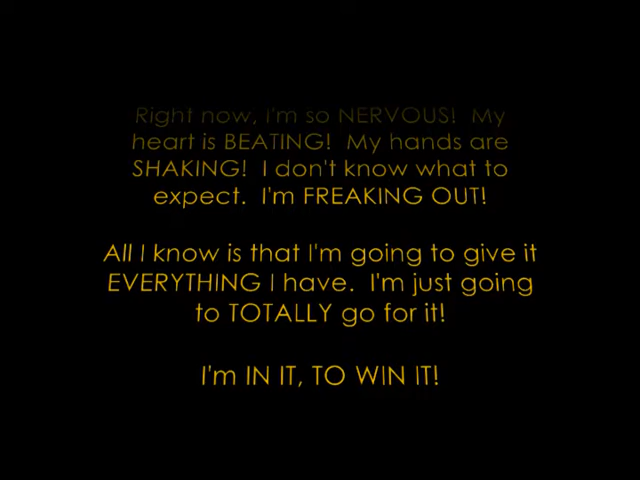 Right now, I'm so NERVOUS! My
heart is BEATING! My hands are
SHAKING! I don't know what to
expect. I'm FREAKING OUT!
All I know is that I'm going to give it
EVERYTHING I have. I'm just going
to TOTALLY go for it!
I'm IN IT, TO WIN IT!